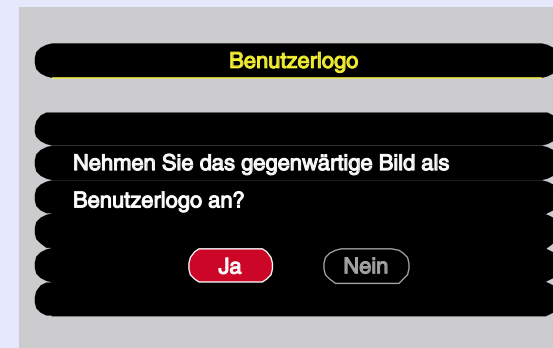 Benutzerlogo
Nehmen Sie das gegenwärtige Bild als
Benutzerlogo an?
Ja Nein